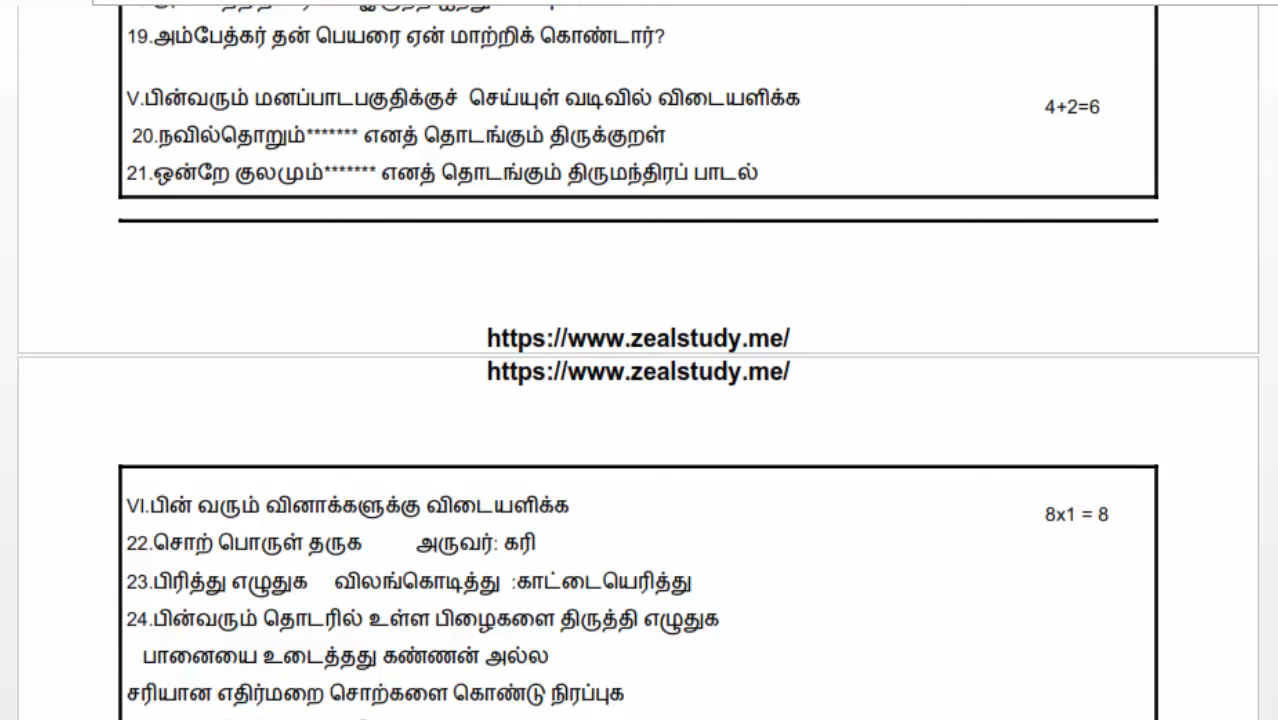 19.அம்பேத்கர் தன் பெயரை ஏன் மாற்றிக் கொண்டார்?
V.பின்வரும் மனப்பாடபகுதிக்குச் செய்யுள் வடிவில் விடையளிக்க 4+2=6
20.நவில்தொறும்******* எனத் தொடங்கும் திருக்குறள்
21.ஒன்றே குலமும்******* எனத் தொடங்கும் திருமந்திரப் பாடல்
https://www.zealstudy.me/
https://www.zealstudy.me/
VI.பின் வரும் வினாக்களுக்கு விடையளிக்க 8x1 = 8
22.சொற் பொருள் தருக அருவர்: கரி
23.பிரித்து எழுதுக விலங்கொடித்து :காட்டையெரித்து
24.பின்வரும் தொடரில் உள்ள பிழைகளை திருத்தி எழுதுக
பானையை உடைத்தது கண்ணன் அல்ல
சரியான எதிர்மறை சொற்களை கொண்டு நிரப்புக